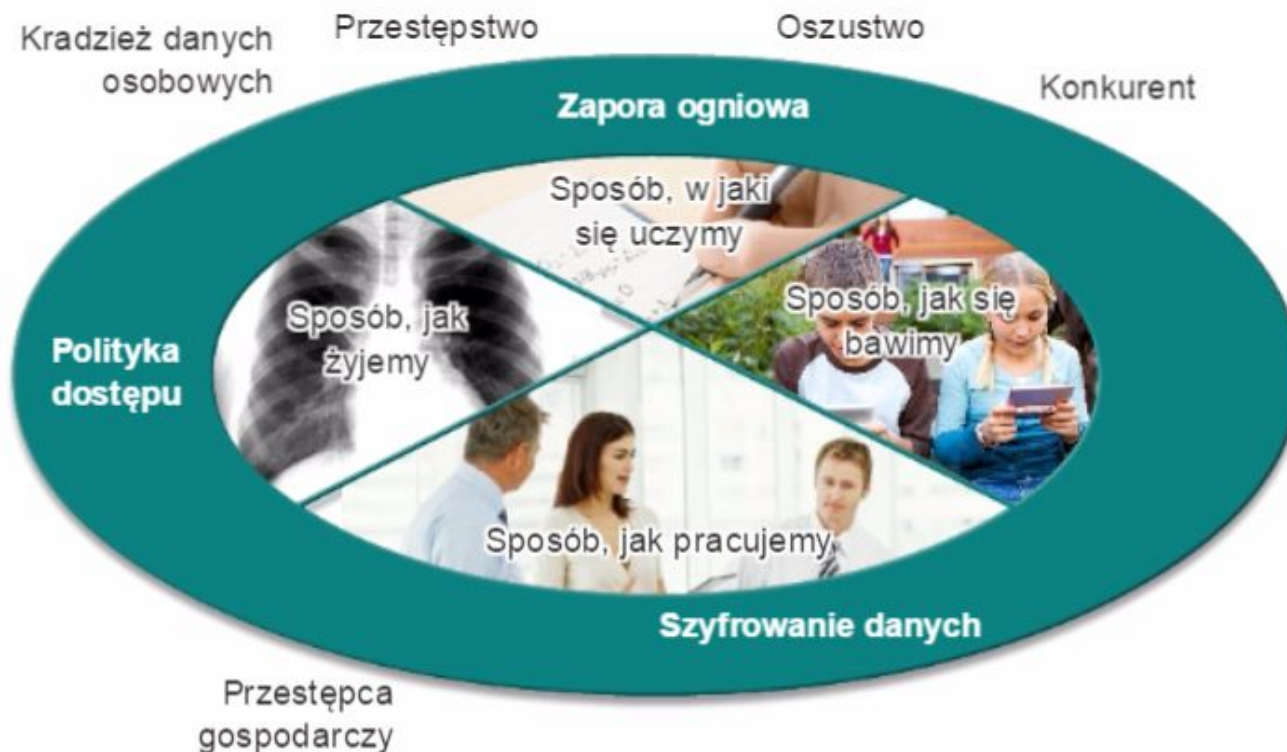 Kradzież danych
osobowych
Przestępstwo
Oszustwo
Konkurent
Zapora ogniowa
Sposób, w jaki
się uczymy
Sposób, jak
żyjemy
Sposób, jak się
bawimy
Polityka
dostępu
Sposób, jak pracujemy
Szyfrowanie danych
Przestępca
gospodarczy